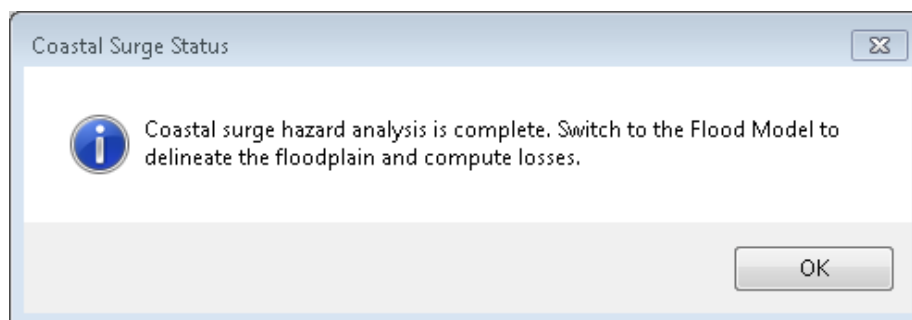 Coastal Surge Status
Coastal surge hazard analysis is complete. Switch to the Flood Model to
delineate the floodplain and compute losses.
OK